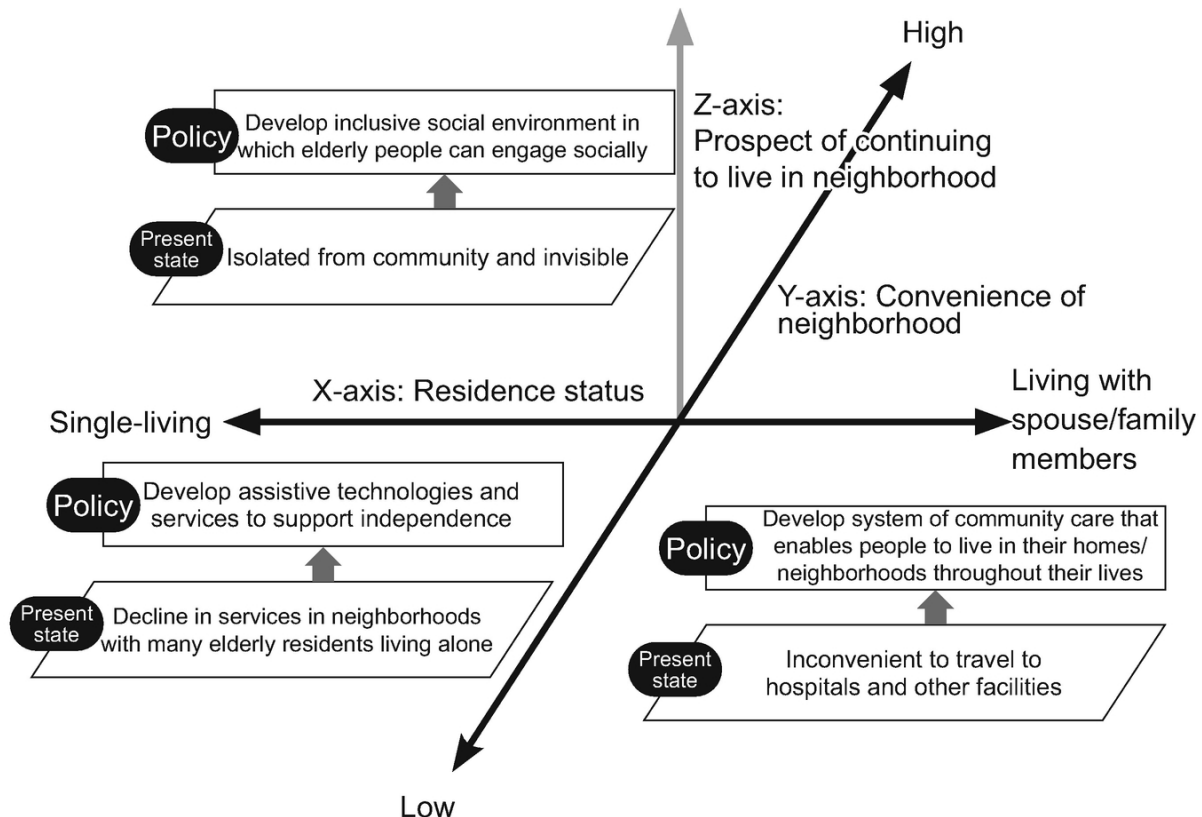 High
Z-axis:
Prospect of continuing
to live in neighborhood
Policy
Develop inclusive social environment in
which elderly people can engage socially
Present
state
Isolated from community and invisible
Y-axis: Convenience of
neighborhood
X-axis: Residence status
Single-living
Living with
spouse/family
members
Policy
Develop assistive technologies and
services to support independence
Present
state
Decline in services in neighborhoods
with many elderly residents living alone
Policy
Develop system of community care that
enables people to live in their homes/
neighborhoods throughout their lives
Present
state
Inconvenient to travel to
hospitals and other facilities
Low